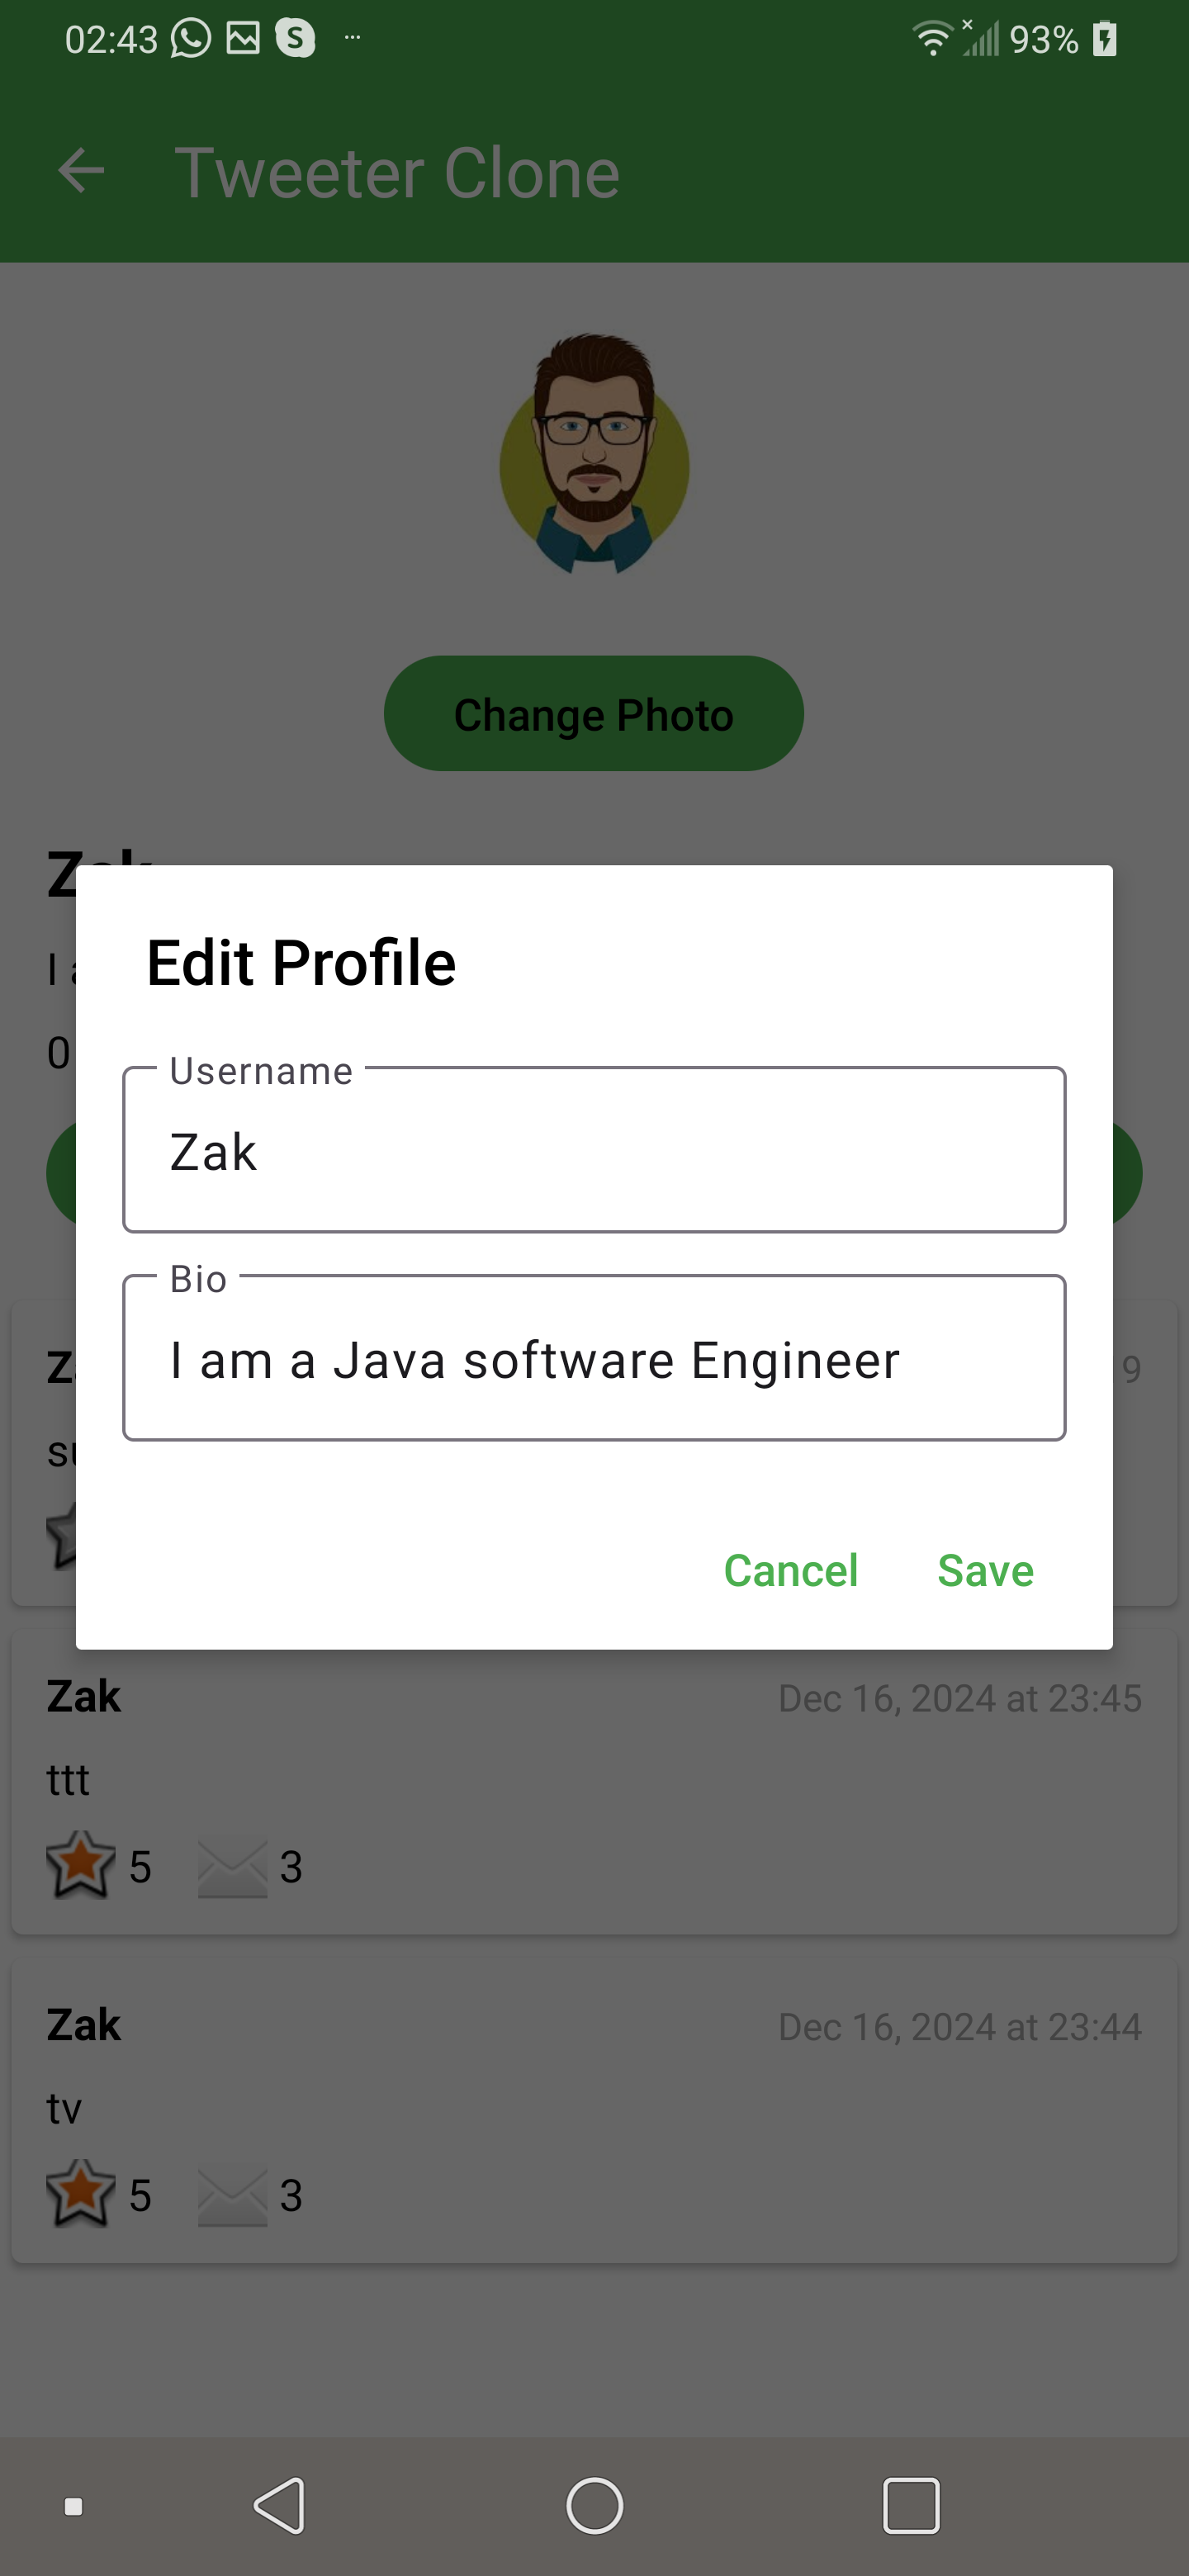 02:43 93%
Tweeter Clone
Change Photo
Edit Profile
Username
Zak
Bio
I am a Java software Engineer
Cancel Save
Zak Dec 16, 2024 at 23:45
ttt
5 3
Zak Dec 16, 2024 at 23:44
tv
5 3